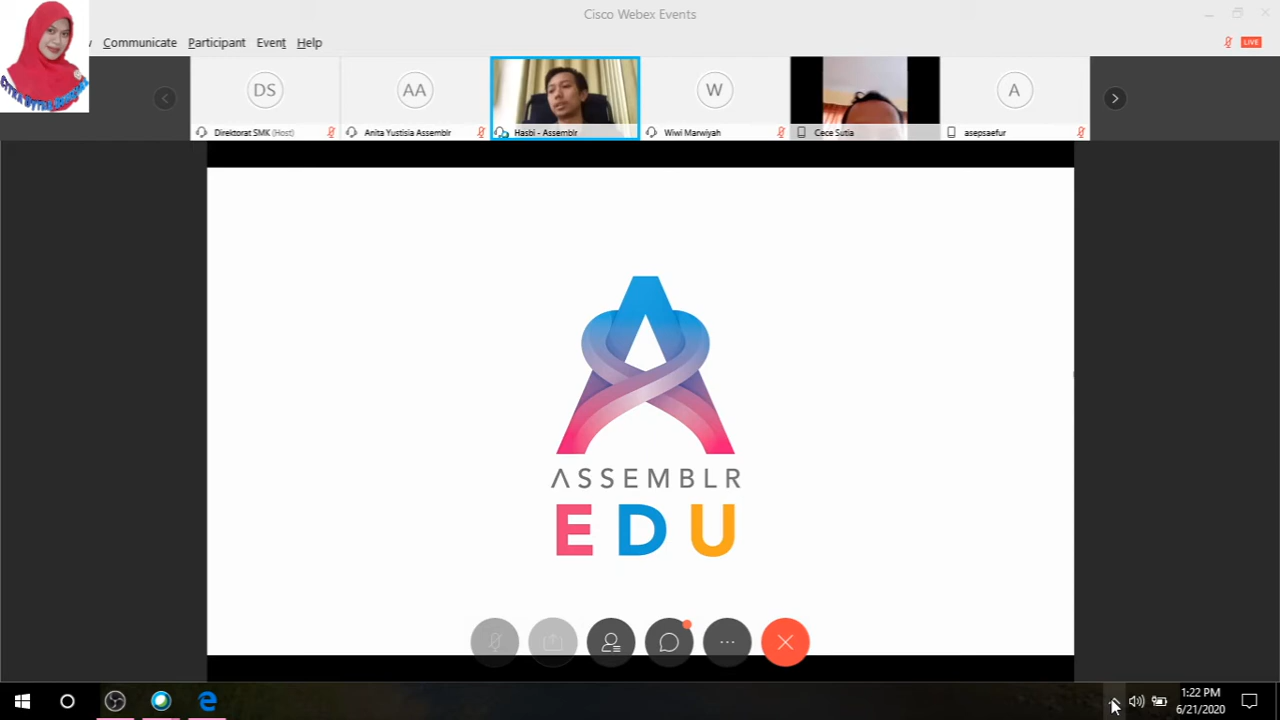 Cisco Webex Events
Communicate Participant Event Help
LIVE
DS
AA
W
A
Direktorat SMK (Host)
Anita Yustisia Assemblr
Hasbi - Assemblr
Wiwi Marwiyah
Cece Sutia
asepsaefur
ASSEMBLR
EDU
1:22 PM
6/21/2020